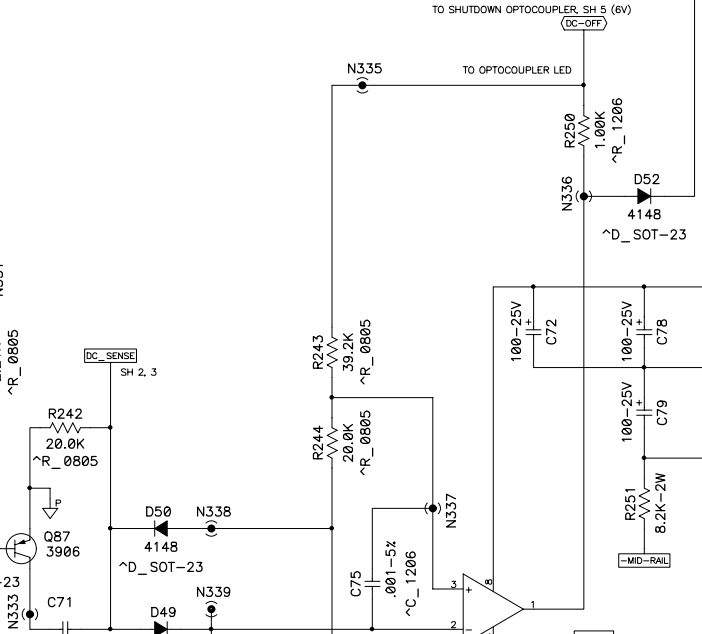 TO SHUTDOWN OPTOCOUPLER, SH 5 (6V)
DC-OFF
N335
TO OPTOCOUPLER LED
R250
1.00K
^R_1206
N336
D52
4148
^D_SOT-23
R243
39.2K
^R_0805
100-25V
+
C72
100-25V
+
C78
^R_0805
DC_SENSE
SH 2, 3
R242
20.0K
^R_0805
R244
20.0K
^R_0805
100-25V
+
C79
P
D50
N338
4148
^D_SOT-23
N337
R251
8.2K-2W
Q87
3906
-MID-RAIL
C75
.001-5%
^C_1206
-23
N333
C71
N339
D49
3
+
8
1
2
-